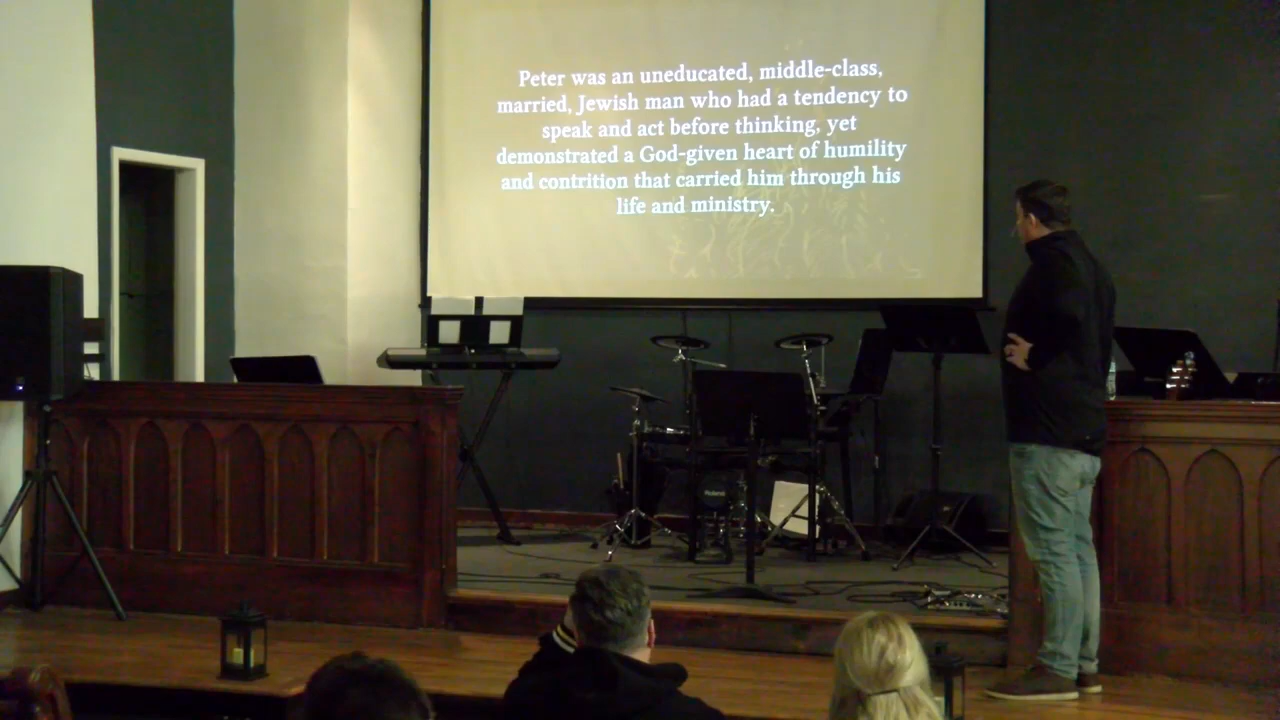 Peter was an uneducated, middle-class,
married, Jewish man who had a tendency to
speak and act before thinking, yet
demonstrated a God-given heart of humility
and contrition that carried him through his
life and ministry.
Roland